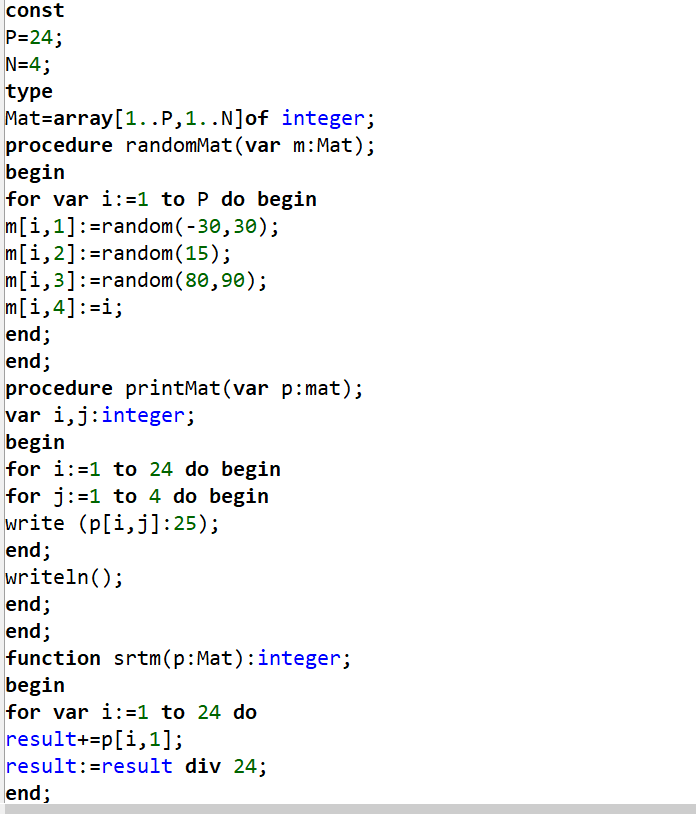 const
P=24;
N=4;
type
Mat=array[1..P,1..N]of integer;
procedure randomMat(var m:Mat);
begin
for var i:=1 to P do begin
m[i,1]:=random(-30,30);
m[i,2]:=random(15);
m[i,3]:=random(80,90);
m[i,4]:=i;
end;
end;
procedure printMat(var p:mat);
var i,j:integer;
begin
for i:=1 to 24 do begin
for j:=1 to 4 do begin
write (p[i,j]:25);
end;
writeln();
end;
end;
function srtm(p:Mat):integer;
begin
for var i:=1 to 24 do
result+=p[i,1];
result:=result div 24;
end;